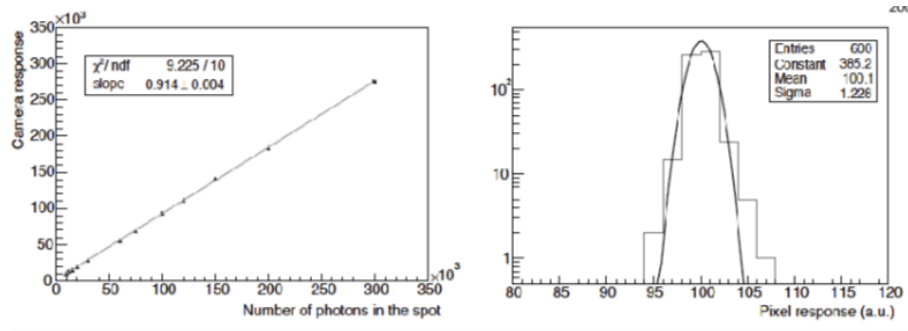 ×10³
350
300
250
200
150
100
50
0
Camera response
χ²/ ndf 9.225 / 10
slope 0.914 ± 0.004
0 50 100 150 200 250 300 350
×10³
Number of photons in the spot
10²
10
1
Entries 600
Constant 385.2
Mean 100.1
Sigma 1.226
80 85 90 95 100 105 110 115 120
Pixel response (a.u.)